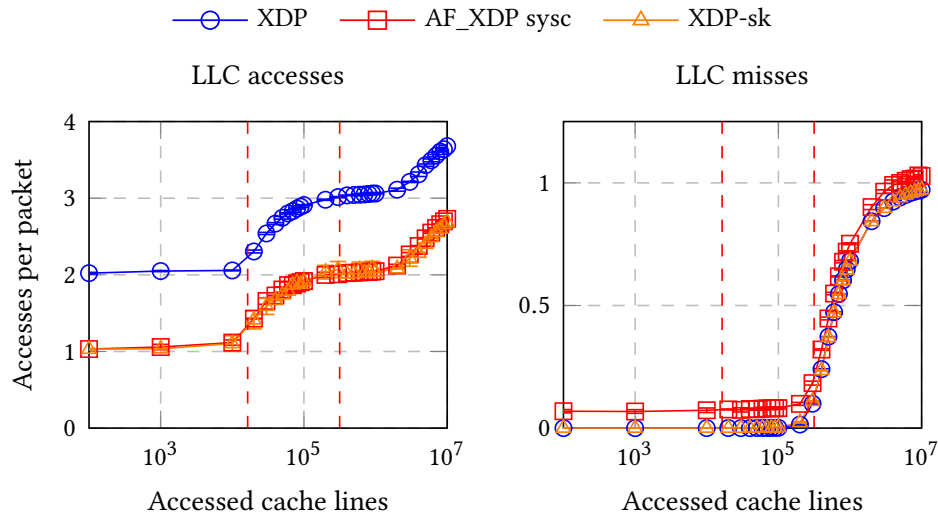 XDP AF_XDP sysc XDP-sk
LLC accesses
LLC misses
Accesses per packet
4
3
2
1
0
10^3 10^5 10^7
Accessed cache lines
1
0.5
0
10^3 10^5 10^7
Accessed cache lines